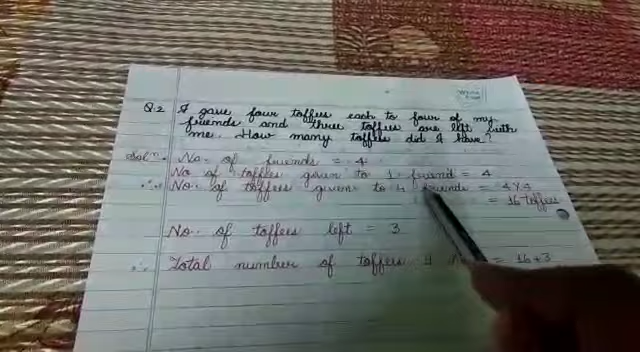 Q.2 I gave four toffees each to four of my
friends and three toffees are left with
me. How many toffees did I have?
Solⁿ. No. of friends = 4
No of toffees given to 1 friend = 4
∴ No. of toffees given to 4 friends = 4×4
= 16 toffees
No. of toffees left = 3
∴ Total number of toffees I = 16+3